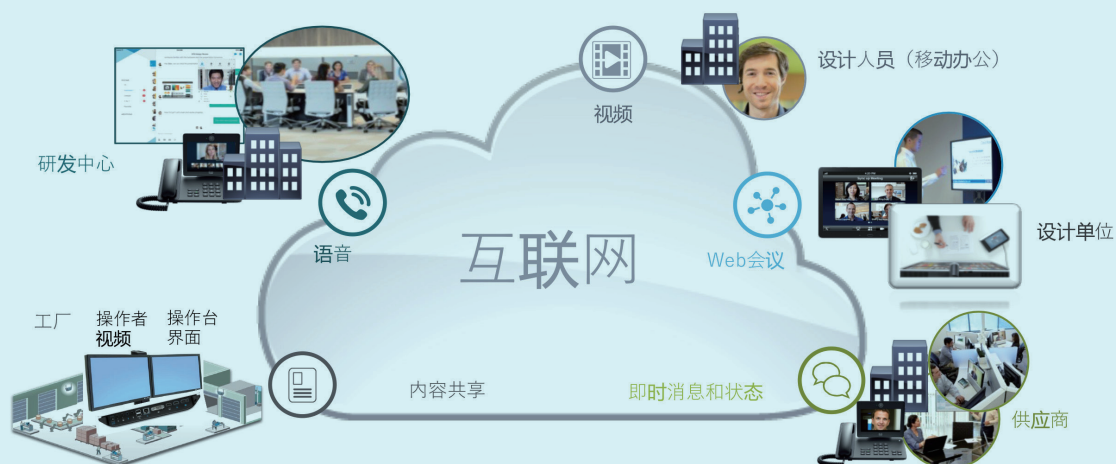 视频
设计人员（移动办公）
研发中心
语音
互联网
Web会议
设计单位
工厂
操作者
视频
操作台
界面
内容共享
即时消息和状态
供应商